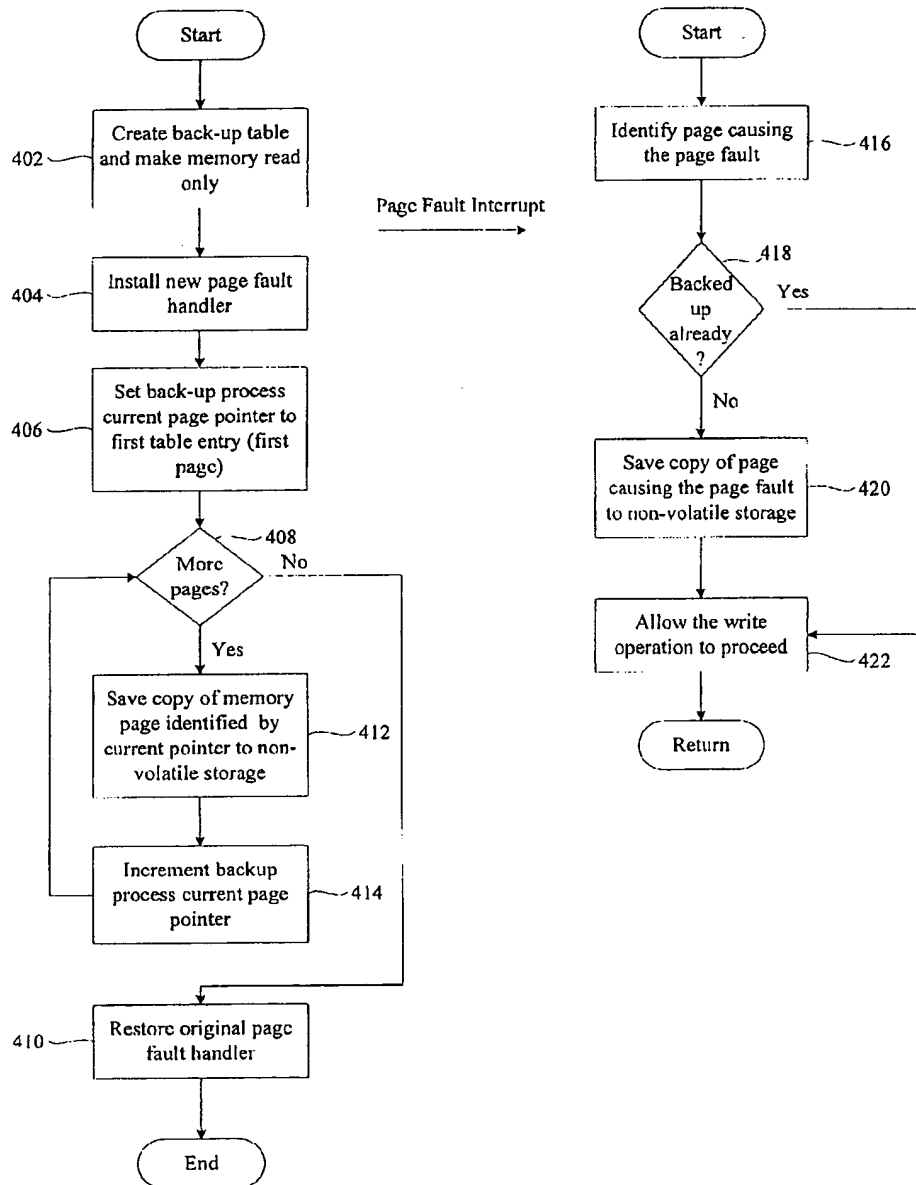 Start
402
Create back-up table
and make memory read
only
404
Install new page fault
handler
406
Set back-up process
current page pointer to
first table entry (first
page)
408
More
pages?
No
Yes
Save copy of memory
page identified by
current pointer to non-
volatile storage
412
Increment backup
process current page
pointer
414
410
Restore original page
fault handler
End
Page Fault Interrupt
Start
Identify page causing
the page fault
416
418
Backed
up
already
?
Yes
No
Save copy of page
causing the page fault
to non-volatile storage
420
Allow the write
operation to proceed
422
Return